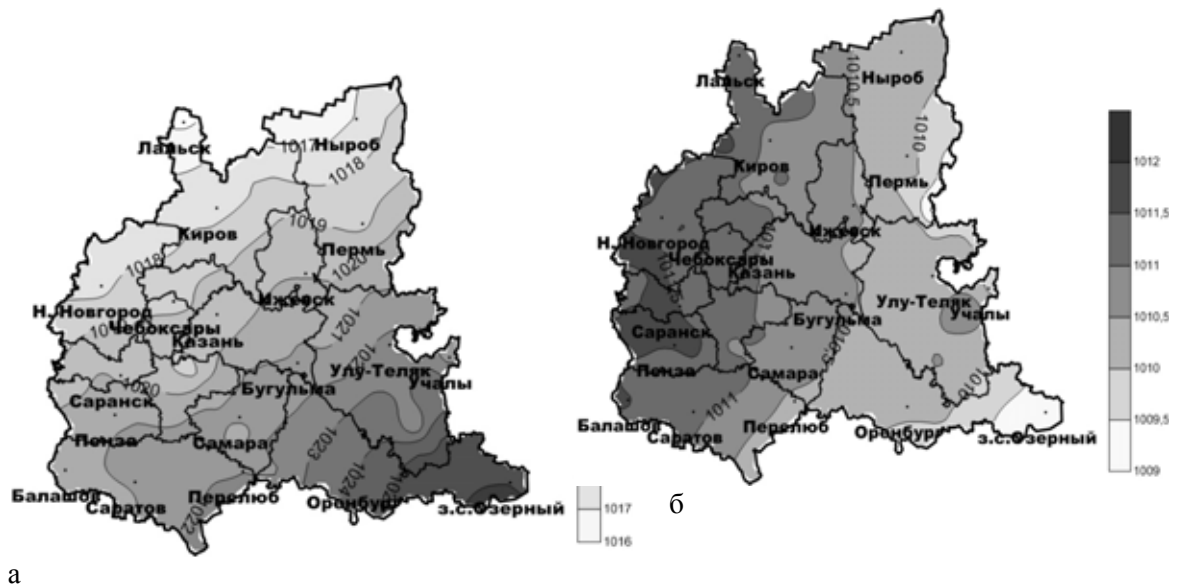 Лальск
Ныроб
1017
1018
1019
Киров
Пермь
1020
1018
Ижевск
Н. Новгород
Чебоксары
Казань
1021
1020
Улу-Теляк
Бугульма
Учалы
Саранск
Пенза
Самара
1023
1024
Балашов
Саратов
Перелюб
Оренбург
з.с.Озерный
1022
1017
1016
а
Лальск
Ныроб
1010,5
1010
Киров
Пермь
Н. Новгород
Ижевск
Чебоксары
Казань
Улу-Теляк
Учалы
Бугульма
Саранск
Пенза
Самара
1011
1010
Балашов
Саратов
Перелюб
Оренбург
з.с.Озерный
1012
1011,5
1011
1010,5
1010
1009,5
1009
б